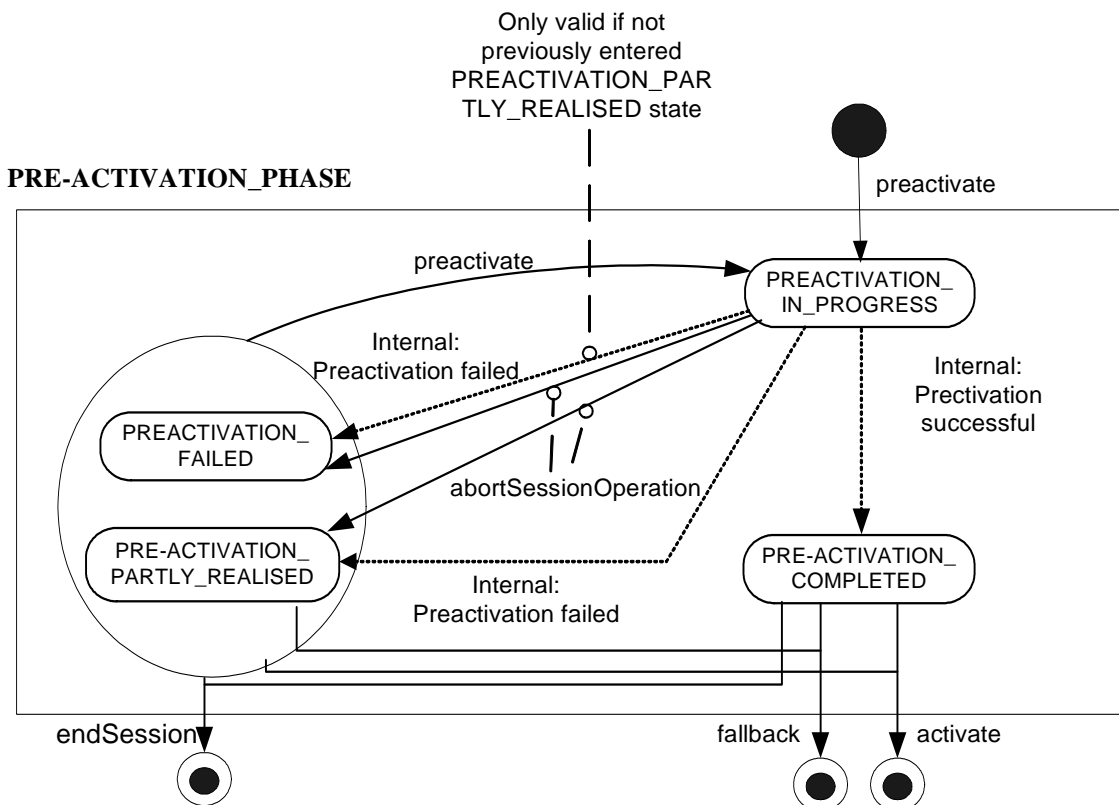 Only valid if not
previously entered
PREACTIVATION_PAR
TLY_REALISED state
PRE-ACTIVATION_PHASE
preactivate
preactivate
PREACTIVATION_
IN_PROGRESS
Internal:
Preactivation failed
Internal:
Prectivation
successful
PREACTIVATION_
FAILED
abortSessionOperation
PRE-ACTIVATION_
PARTLY_REALISED
PRE-ACTIVATION_
COMPLETED
Internal:
Preactivation failed
endSession
fallback
activate